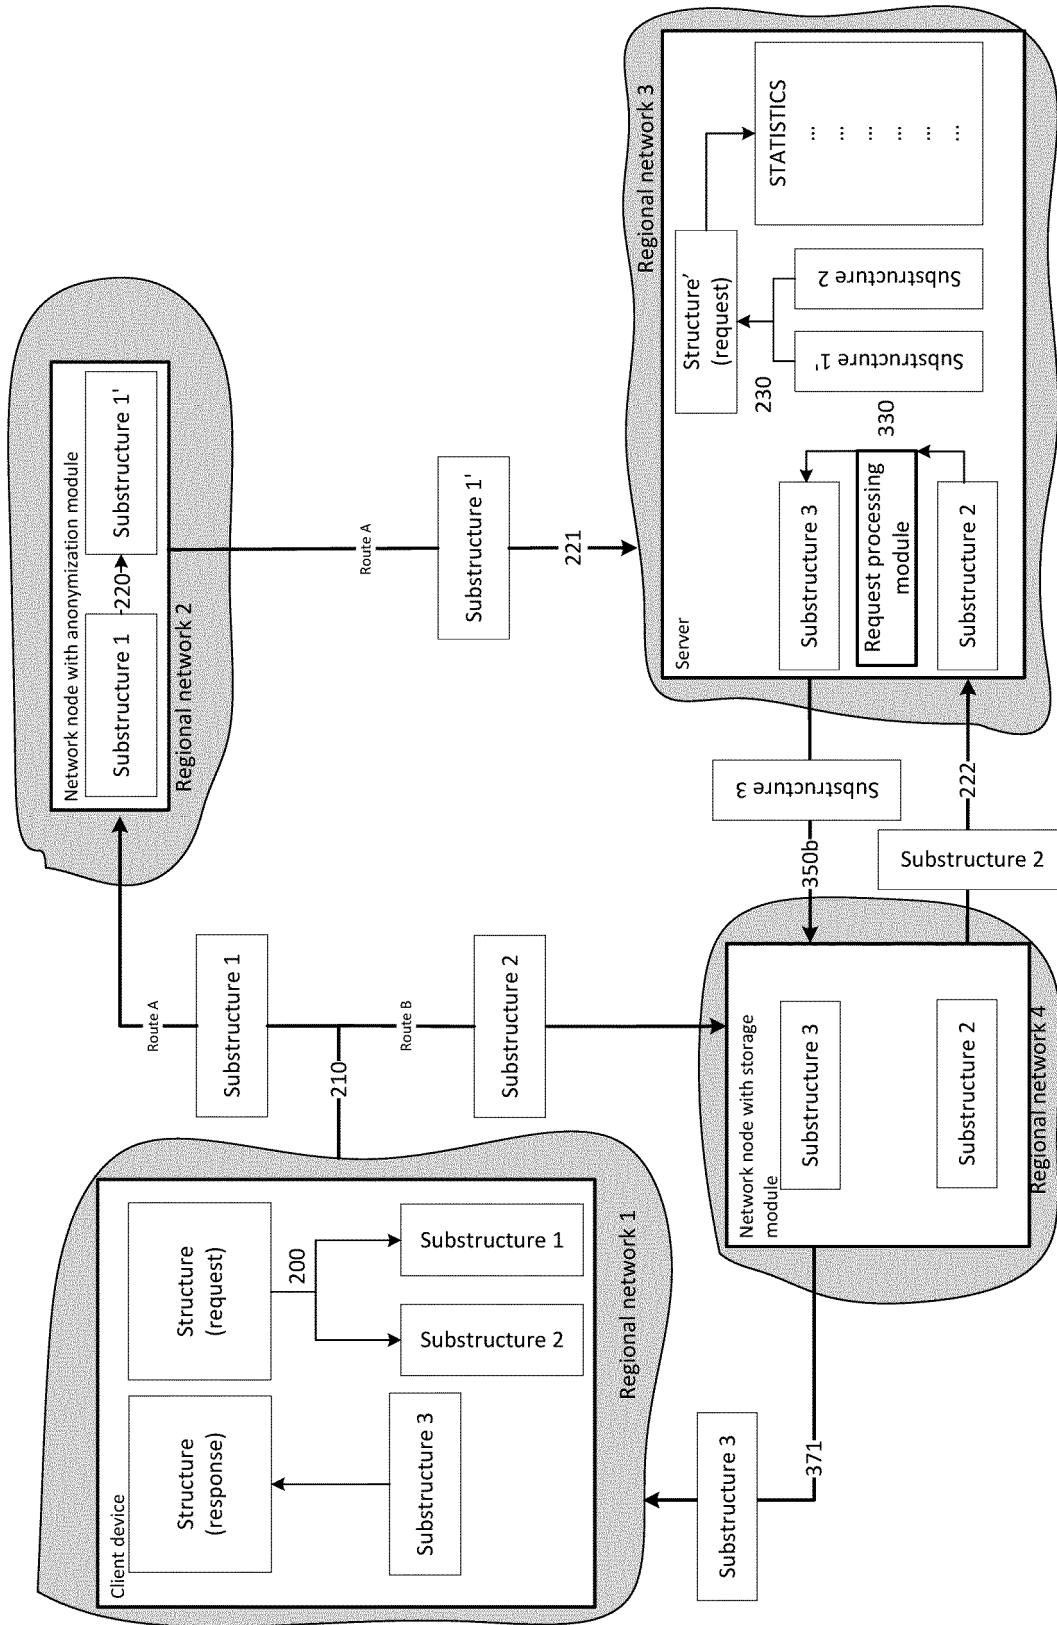 Client device
Structure
(response)
Structure
(request)
200
Substructure 3
Substructure 2
Substructure 1
Regional network 1
210
Route A
Substructure 1
Route B
Substructure 2
Network node with anonymization module
Substructure 1
220
Substructure 1'
Regional network 2
Route A
Substructure 1'
221
Substructure 3
371
Network node with storage
module
Substructure 3
Substructure 2
Regional network 4
350b
Substructure 3
Substructure 2
222
Regional network 3
Server
Substructure 3
Request processing
module
Substructure 2
330
Structure'
(request)
230
Substructure 1'
Substructure 2
STATISTICS
...
...
...
...
...
...